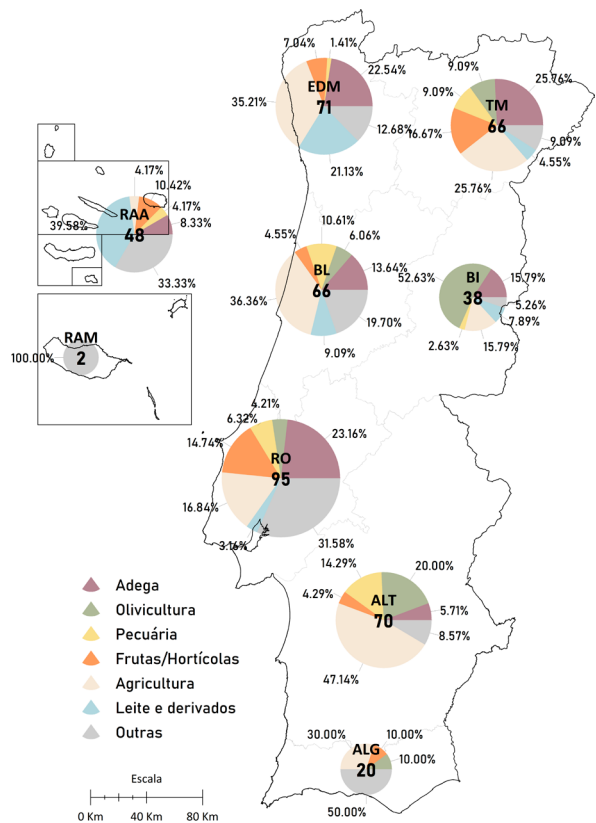 7.04%
1.41%
22.54%
EDM
71
35.21%
12.68%
21.13%
9.09%
25.76%
9.09%
TM
66
16.67%
9.09%
4.55%
25.76%
4.17%
10.42%
4.17%
RAA
8.33%
39.58%
48
33.33%
10.61%
4.55%
6.06%
13.64%
BL
66
36.36%
19.70%
9.09%
52.63%
15.79%
BI
38
5.26%
7.89%
2.63%
15.79%
RAM
100.00%
2
4.21%
6.32%
23.16%
14.74%
RO
95
16.84%
3.16%
31.58%
14.29%
20.00%
4.29%
ALT
5.71%
70
8.57%
47.14%
Adega
Olivicultura
Pecuária
Frutas/Hortícolas
Agricultura
Leite e derivados
Outras
30.00%
10.00%
ALG
10.00%
20
50.00%
Escala
0 Km
40 Km
80 Km